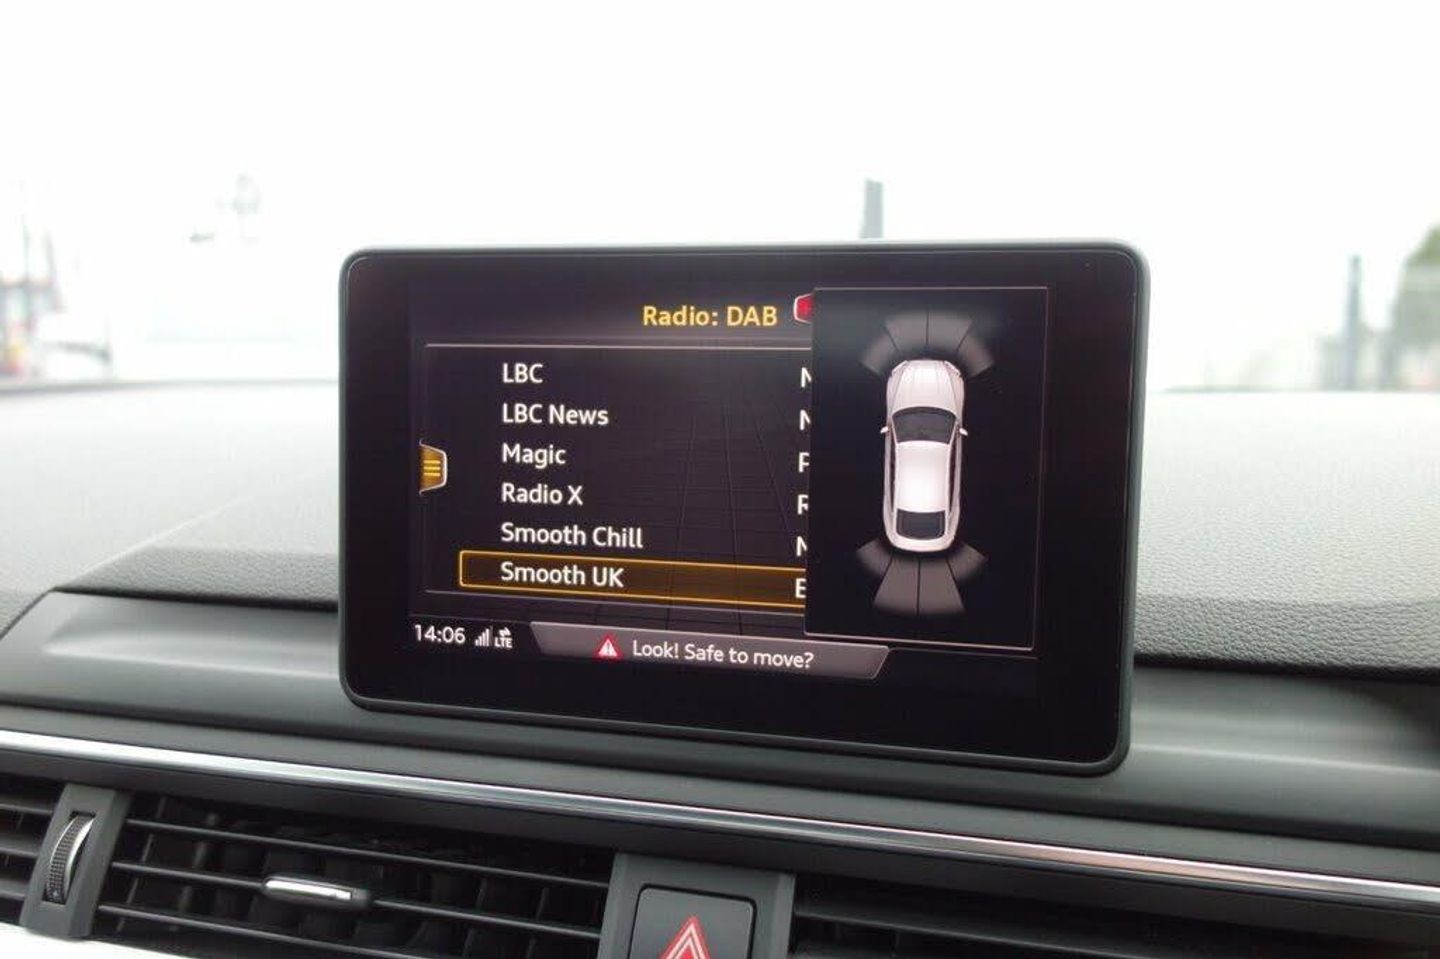 Radio: DAB
LBC
LBC News
Magic
Radio X
Smooth Chill
Smooth UK
14:06 LTE
Look! Safe to move?